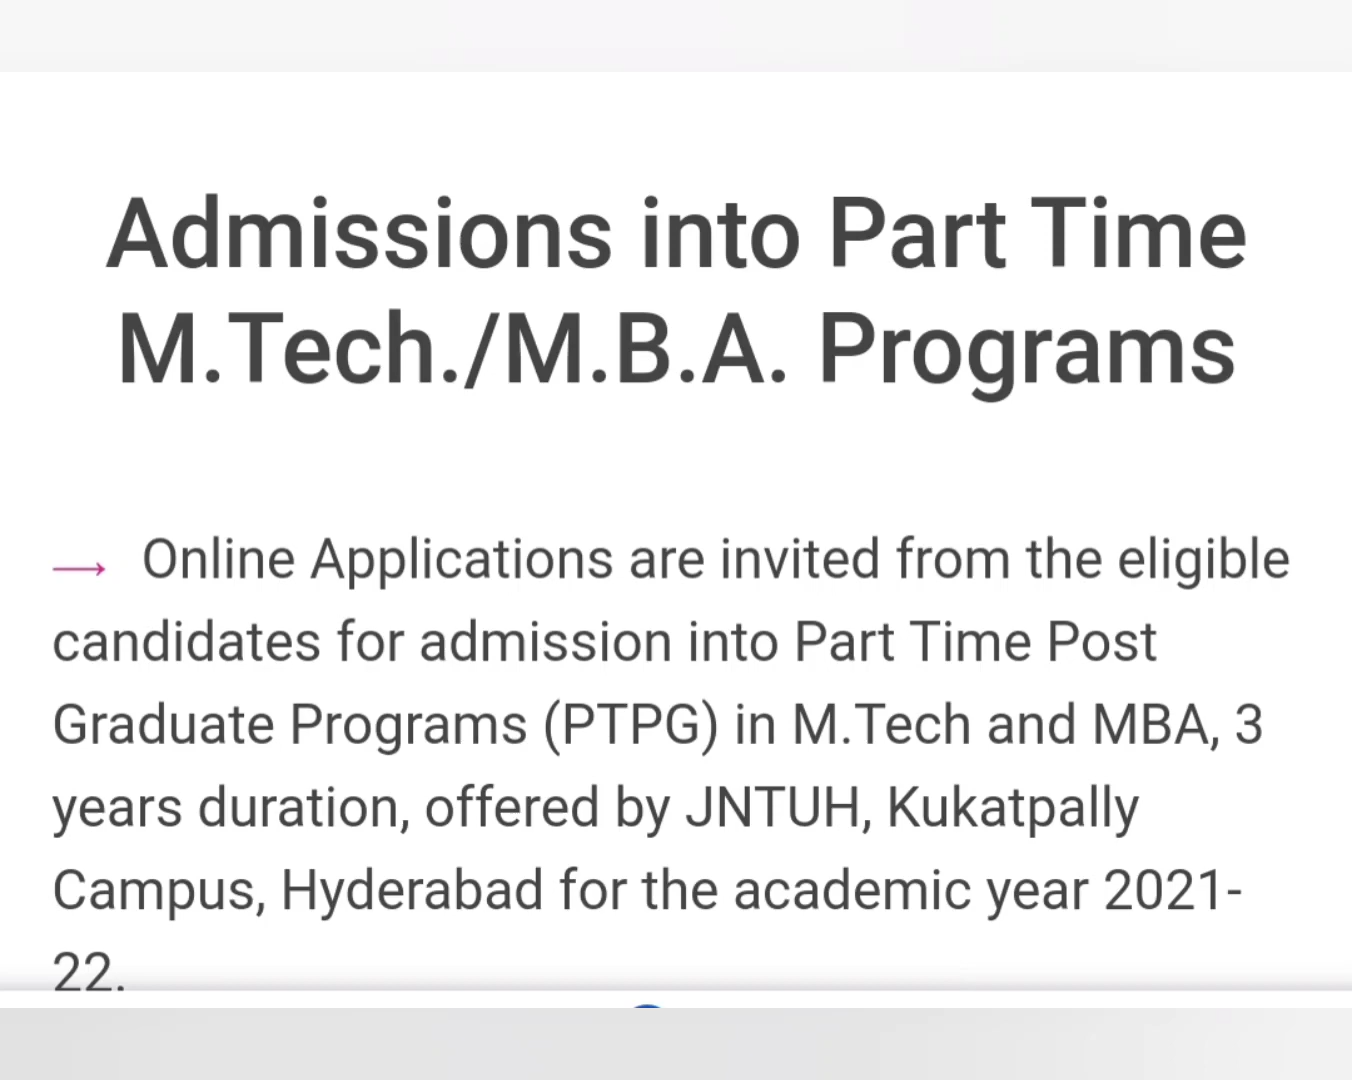 Admissions into Part Time
M.Tech./M.B.A. Programs
→ Online Applications are invited from the eligible
candidates for admission into Part Time Post
Graduate Programs (PTPG) in M.Tech and MBA, 3
years duration, offered by JNTUH, Kukatpally
Campus, Hyderabad for the academic year 2021-
22.